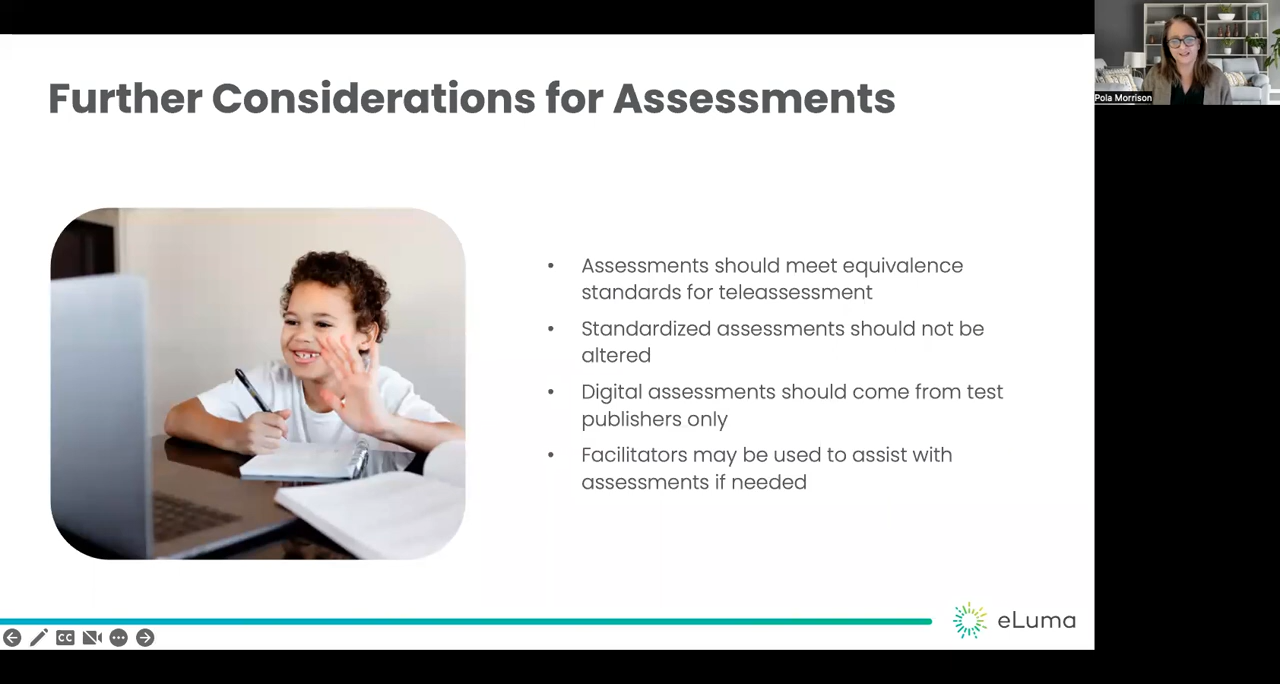 Further Considerations for Assessments
Pola Morrison
• Assessments should meet equivalence
standards for teleassessment
• Standardized assessments should not be
altered
• Digital assessments should come from test
publishers only
• Facilitators may be used to assist with
assessments if needed
eLuma
CC